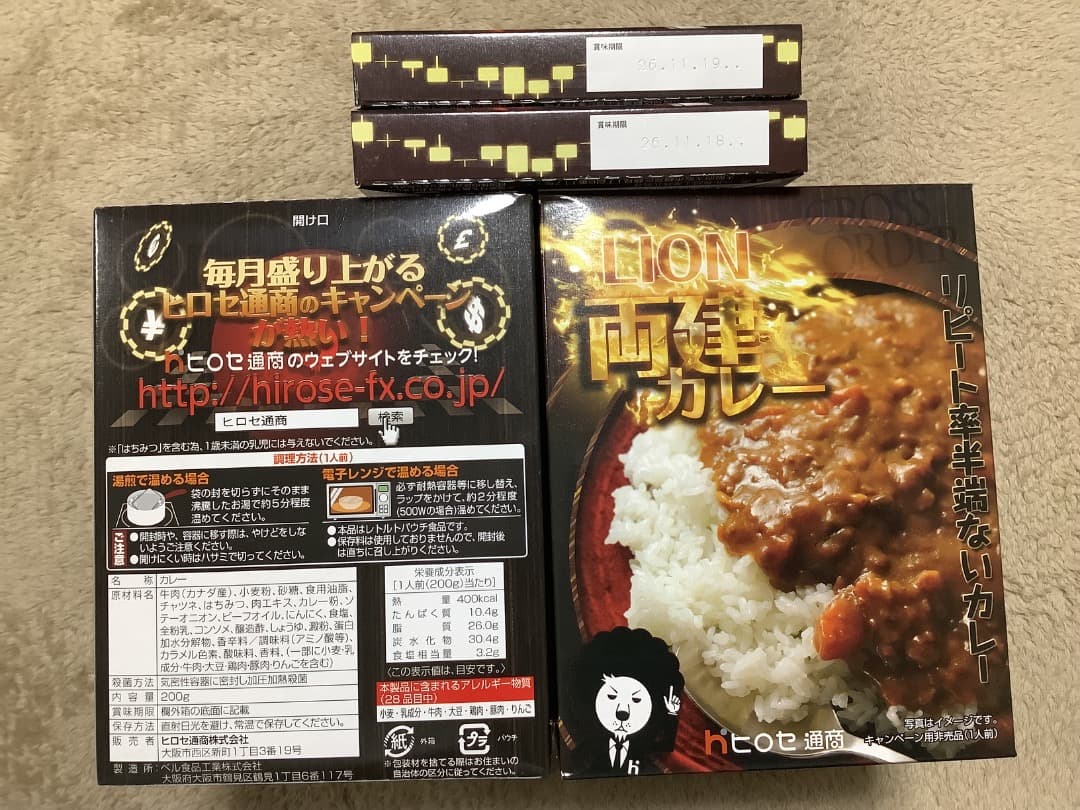 賞味期限
26.11.19..
賞味期限
26.11.18..
開け口
毎月盛り上がる
ヒロセ通商のキャンペーン
が熱い!
hヒロセ通商のウェブサイトをチェック!
http://hirose-fx.co.jp/
ヒロセ通商 検索
※「はちみつ」を含む為、1歳未満の乳児には与えないでください。
調理方法(1人前)
湯煎で温める場合
袋の封を切らずにそのまま
沸騰したお湯で約5分程度
温めてください。
電子レンジで温める場合
必ず耐熱容器等に移し替え、
ラップをかけて、約2分程度
(500Wの場合)温めてください。
ご注意
●開封時や、容器に移す際は、やけどをしな
いようご注意ください。
●開けにくい時はハサミで切ってください。
●本品はレトルトパウチ食品です。
●保存料は使用しておりませんので、開封後
は直ちに召し上がりください。
名称 カレー
原材料名 牛肉(カナダ産)、小麦粉、砂糖、食用油脂、
チャツネ、はちみつ、肉エキス、カレー粉、ソ
テーオニオン、ビーフオイル、にんにく、食塩、
全粉乳、コンソメ、醸造酢、しょうゆ、澱粉、蛋白
加水分解物、香辛料/調味料(アミノ酸等)、
カラメル色素、酸味料、香料、(一部に小麦・乳
成分・牛肉・大豆・鶏肉・豚肉・りんごを含む)
殺菌方法 気密性容器に密封し加圧加熱殺菌
内容量 200g
賞味期限 欄外箱の底面に記載
保存方法 直射日光を避け、常温で保存してください。
販売者 ヒロセ通商株式会社
大阪市西区新町1丁目3番19号
製造所:ベル食品工業株式会社
大阪府大阪市鶴見区鶴見1丁目6番117号
栄養成分表示
[1人前(200g)当たり]
熱量 400kcal
たんぱく質 10.4g
脂質 26.0g
炭水化物 30.4g
食塩相当量 3.2g
〈この表示値は、目安です。〉
本製品に含まれるアレルギー物質
(28品目中)
小麦・乳成分・牛肉・大豆・鶏肉・豚肉・りんご
紙 外箱 プラ パウチ
※包装材を捨てる際はお住まいの
自治体の区分に従ってください。
CROSS
ORDER
LION
両建
カレー
リピート率半端ないカレー
h
写真はイメージです。
hヒロセ通商 キャンペーン用非売品(1人前)